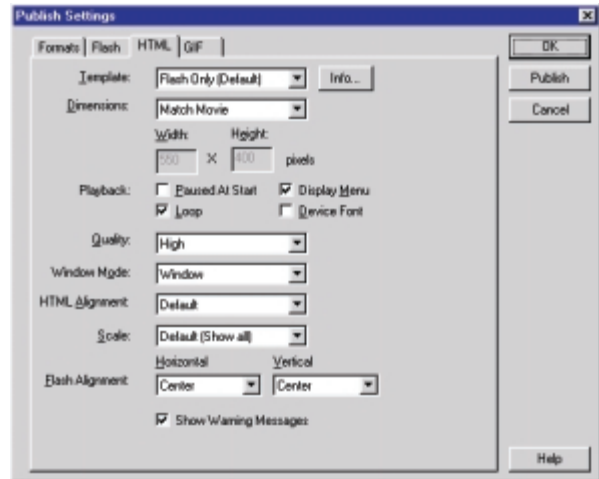 Publish Settings
Formats Flash HTML GIF
OK
Template: Flash Only (Default) Info...
Publish
Dimensions: Match Movie
Cancel
Width: Height:
550 X 400 pixels
Playback: Paused At Start Display Menu
Loop Device Font
Quality: High
Window Mode: Window
HTML Alignment: Default
Scale: Default (Show all)
Horizontal Vertical
Flash Alignment: Center Center
Show Warning Messages
Help